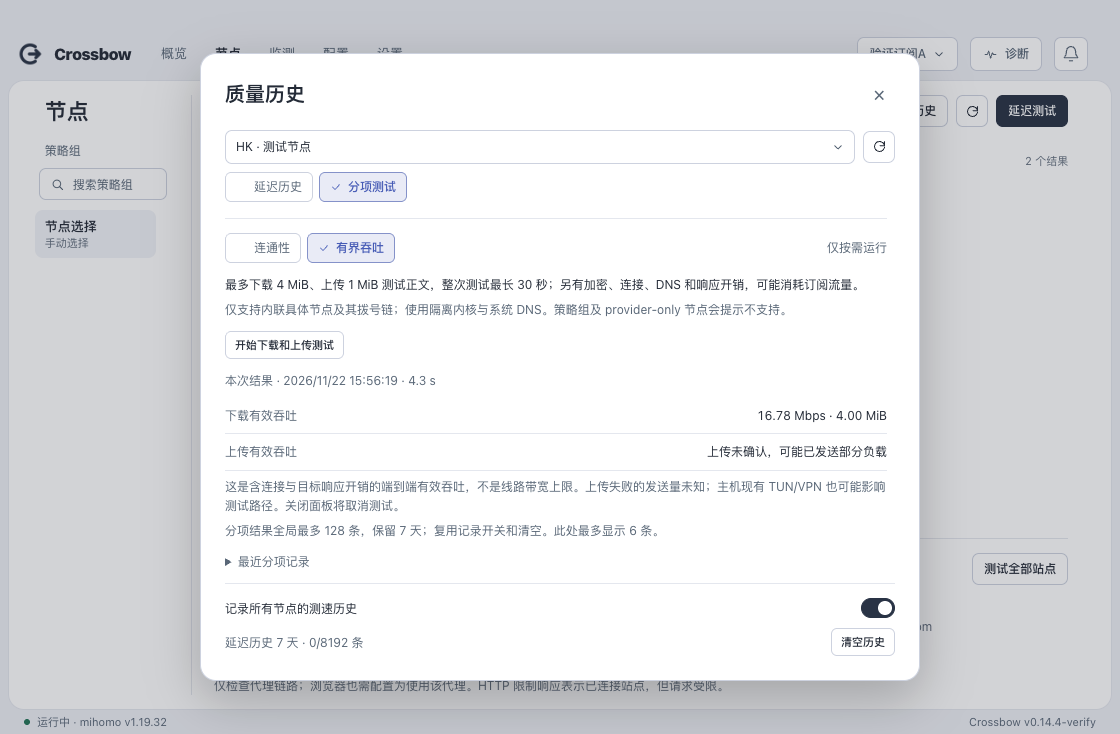 Crossbow
概览
节点
监测
配置
设置
验证订阅A
诊断
节点
策略组
搜索策略组
节点选择
手动选择
历史
延迟测试
2 个结果
质量历史
HK · 测试节点
延迟历史
分项测试
连通性
有界吞吐
仅按需运行
最多下载 4 MiB、上传 1 MiB 测试正文，整次测试最长 30 秒；另有加密、连接、DNS 和响应开销，可能消耗订阅流量。
仅支持内联具体节点及其拨号链；使用隔离内核与系统 DNS。策略组及 provider-only 节点会提示不支持。
开始下载和上传测试
本次结果 · 2026/11/22 15:56:19 · 4.3 s
下载有效吞吐
16.78 Mbps · 4.00 MiB
上传有效吞吐
上传未确认，可能已发送部分负载
这是含连接与目标响应开销的端到端有效吞吐，不是线路带宽上限。上传失败的发送量未知；主机现有 TUN/VPN 也可能影响
测试路径。关闭面板将取消测试。
分项结果全局最多 128 条，保留 7 天；复用记录开关和清空。此处最多显示 6 条。
最近分项记录
测试全部站点
记录所有节点的测速历史
om
延迟历史 7 天 · 0/8192 条
清空历史
仅检查代理链路；浏览器也需配置为使用该代理。HTTP 限制响应表示已连接站点，但请求受限。
运行中 · mihomo v1.19.32
Crossbow v0.14.4-verify